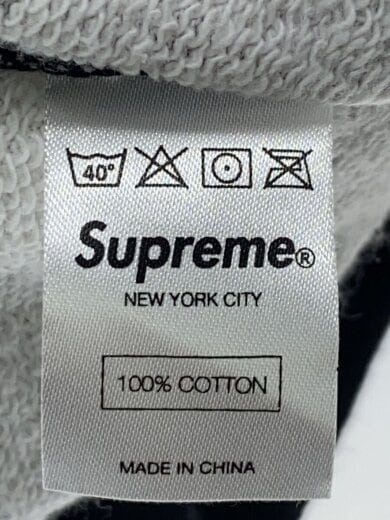 40°
Supreme®
NEW YORK CITY
100% COTTON
MADE IN CHINA